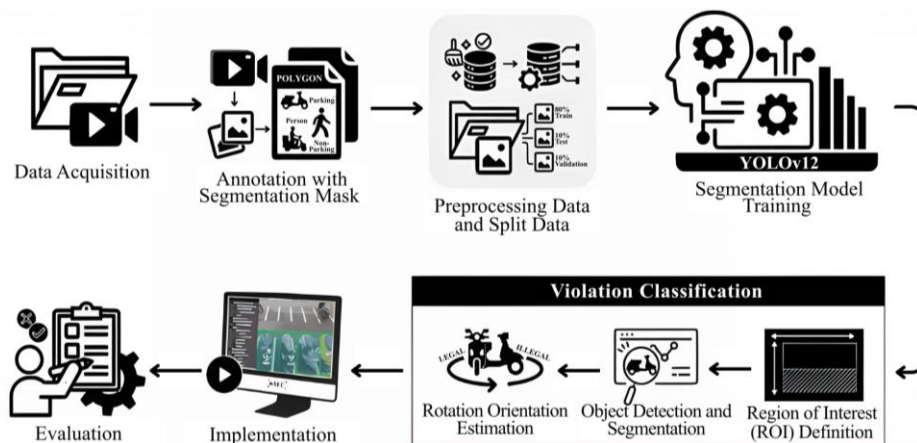 Data Acquisition
POLYGON
Parking
Person
Non-
Parking
Annotation with
Segmentation Mask
80%
Train
10%
Test
10%
Validation
Preprocessing Data
and Split Data
YOLOv12
Segmentation Model
Training
Violation Classification
Region of Interest
(ROI) Definition
Object Detection and
Segmentation
LEGAL
ILLEGAL
Rotation Orientation
Estimation
Implementation
Evaluation